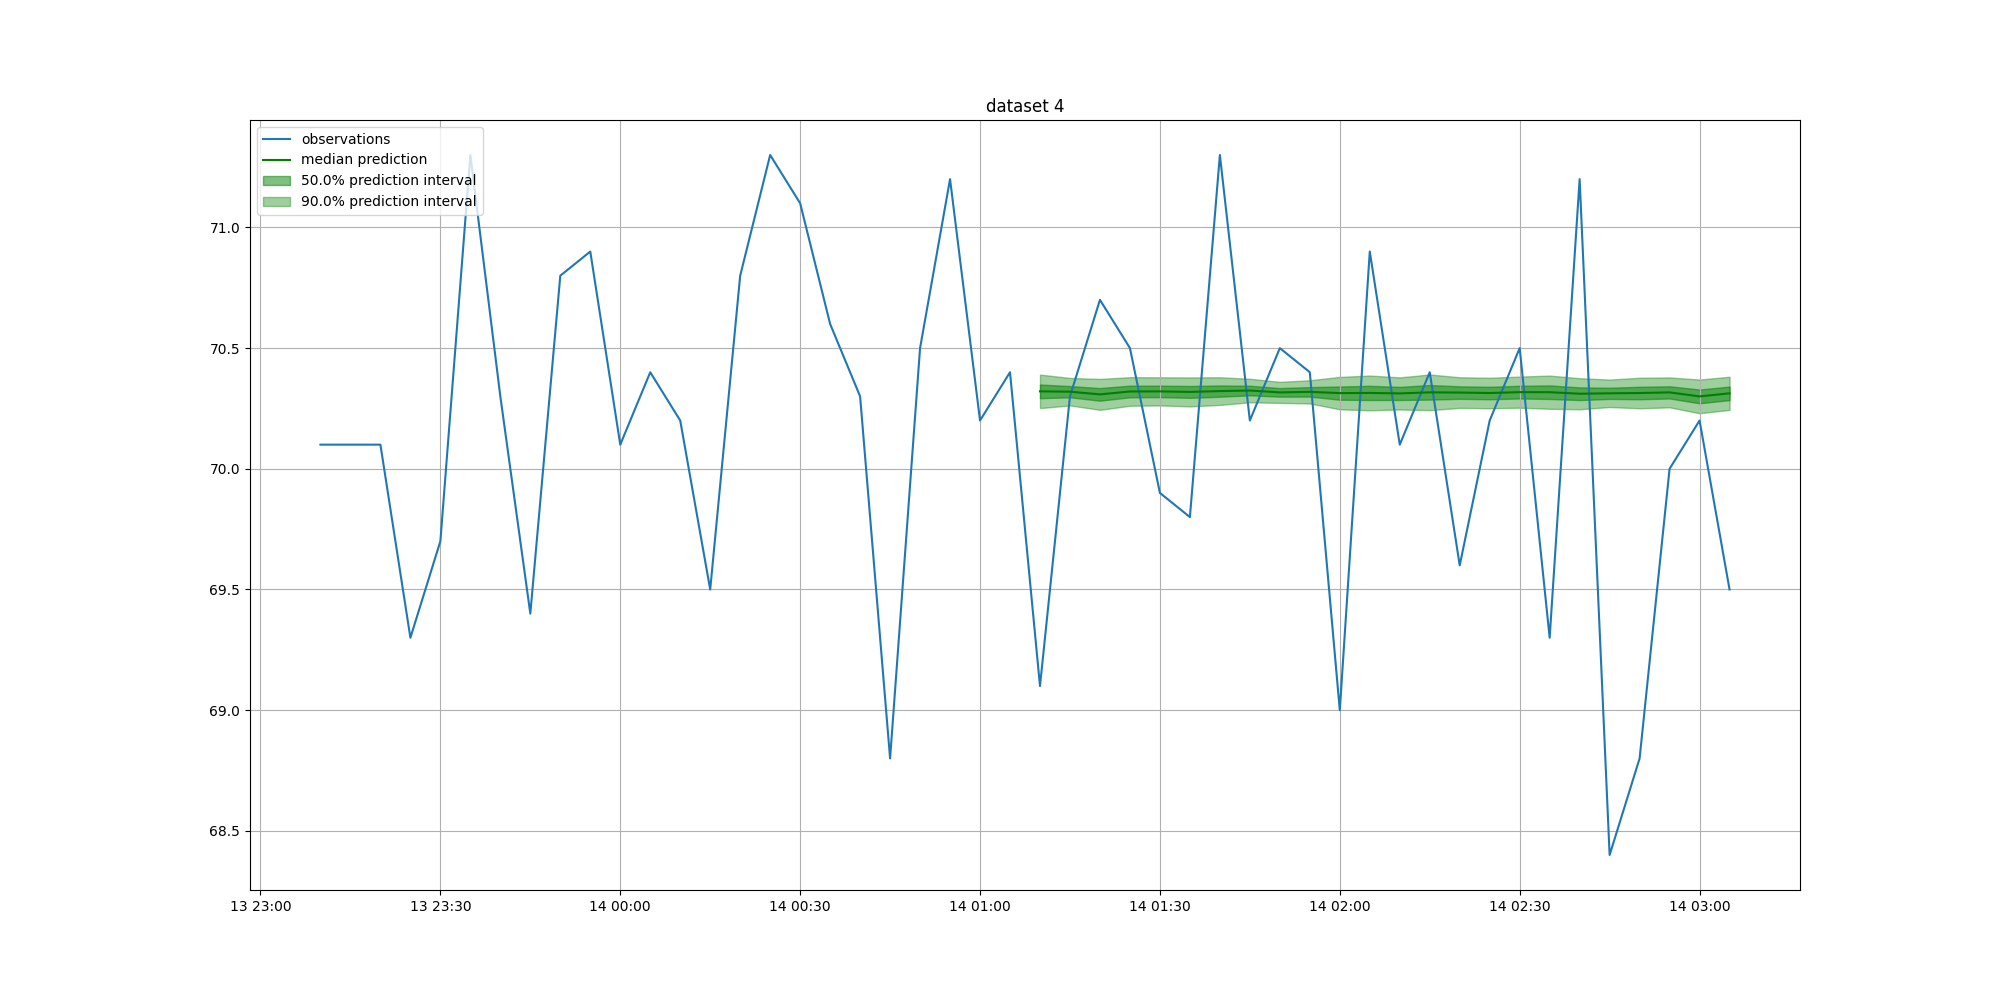 dataset 4
observations
median prediction
50.0% prediction interval
90.0% prediction interval
71.0
70.5
70.0
69.5
69.0
68.5
13 23:00 13 23:30 14 00:00 14 00:30 14 01:00 14 01:30 14 02:00 14 02:30 14 03:00